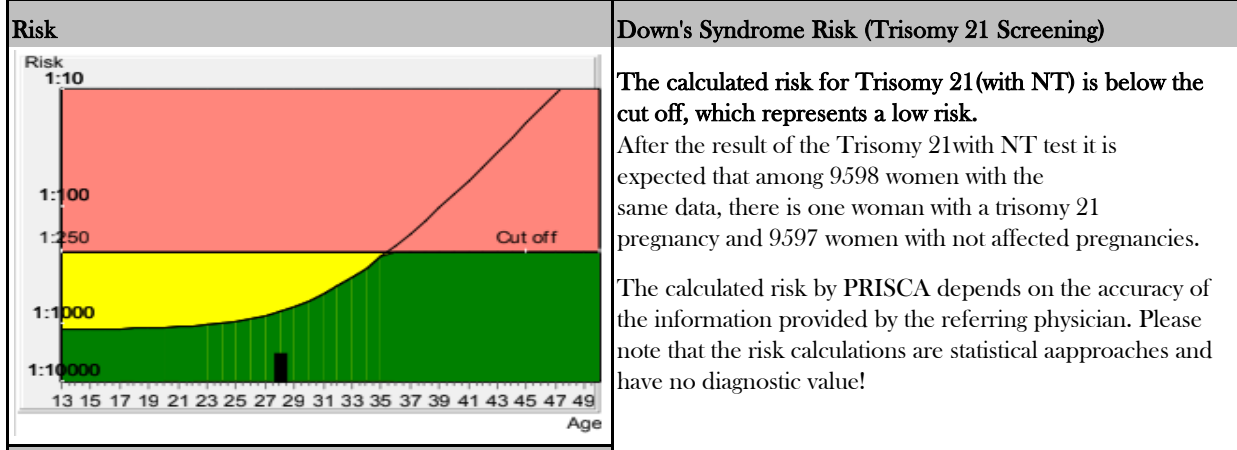 Risk
Risk
1:10
1:100
1:250
Cut off
1:1000
1:10000
13 15 17 19 21 23 25 27 29 31 33 35 37 39 41 43 45 47 49
Age
Down's Syndrome Risk (Trisomy 21 Screening)
The calculated risk for Trisomy 21(with NT) is below the
cut off, which represents a low risk.
After the result of the Trisomy 21with NT test it is
expected that among 9598 women with the
same data, there is one woman with a trisomy 21
pregnancy and 9597 women with not affected pregnancies.
The calculated risk by PRISCA depends on the accuracy of
the information provided by the referring physician. Please
note that the risk calculations are statistical aapproaches and
have no diagnostic value!